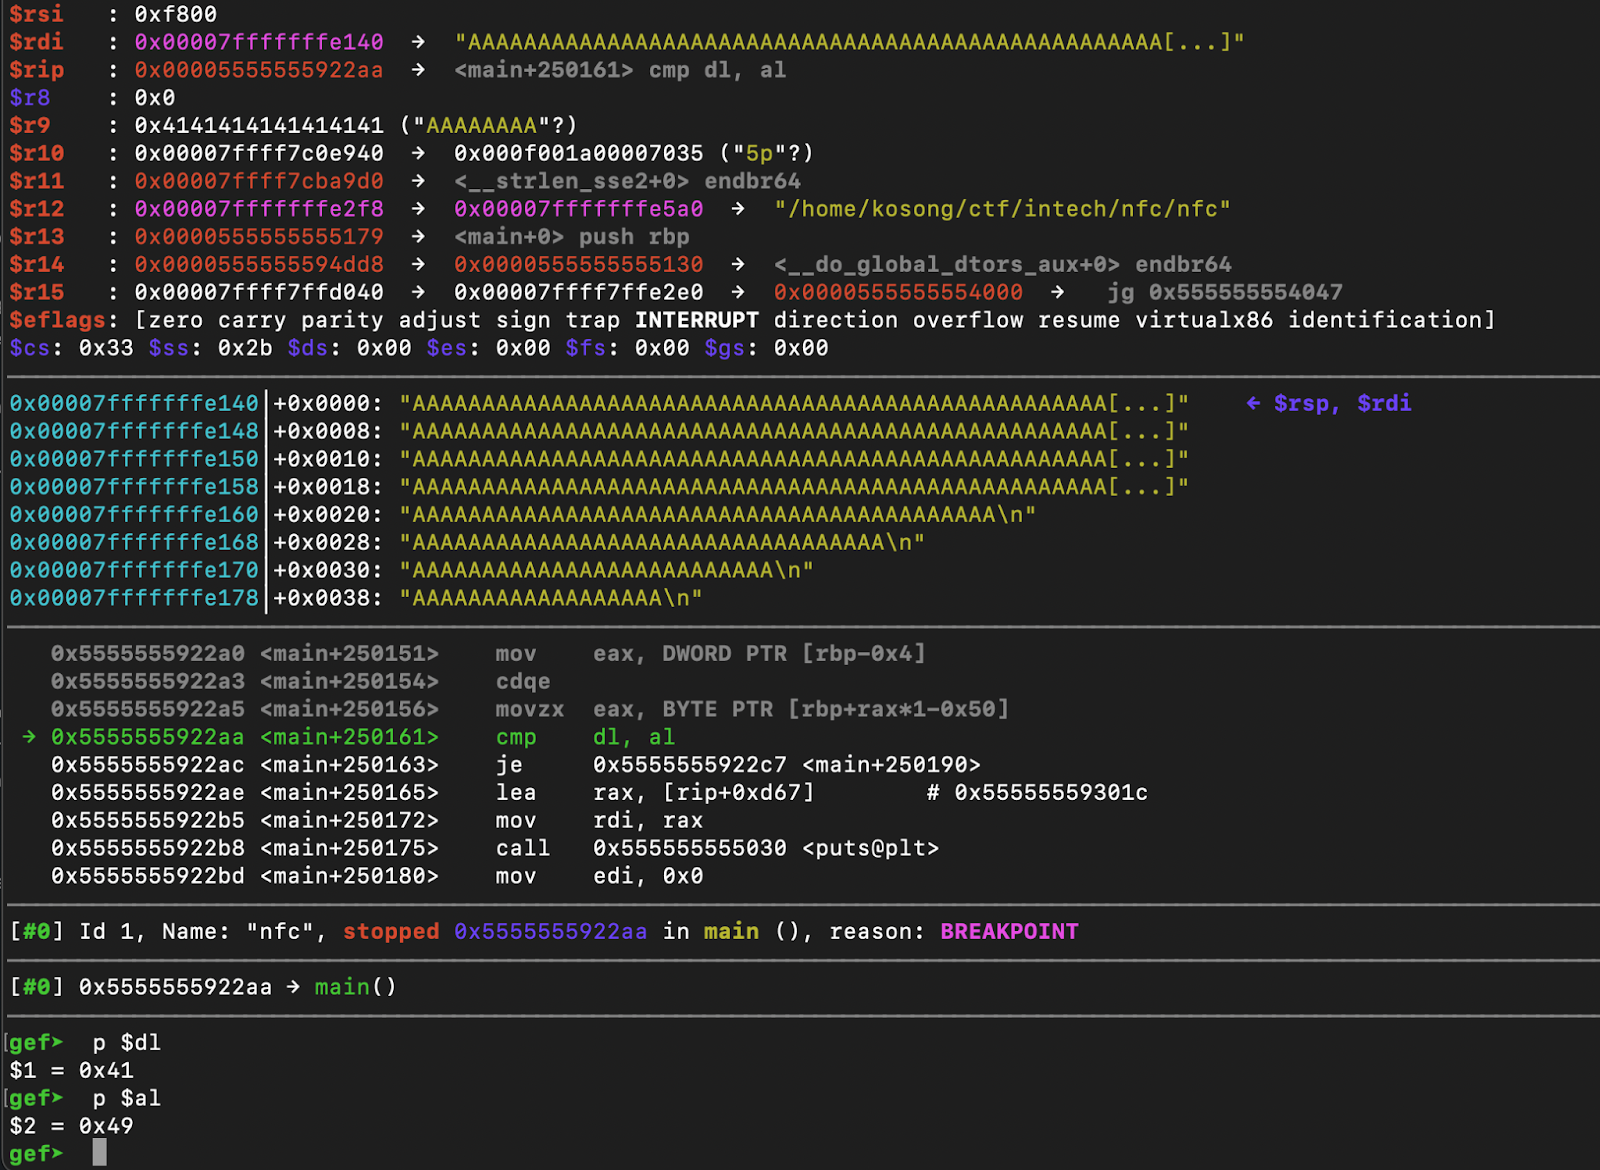 $rsi   : 0xf800
$rdi   : 0x00007fffffffe140  →  "AAAAAAAAAAAAAAAAAAAAAAAAAAAAAAAAAAAAAAAAAAAAAAAAAA[...]"
$rip   : 0x00005555555922aa  →  <main+250161> cmp dl, al
$r8    : 0x0
$r9    : 0x4141414141414141 ("AAAAAAAA"?)
$r10   : 0x00007ffff7c0e940  →  0x000f001a00007035 ("5p"?)
$r11   : 0x00007ffff7cba9d0  →  <__strlen_sse2+0> endbr64
$r12   : 0x00007fffffffe2f8  →  0x00007fffffffe5a0  →  "/home/kosong/ctf/intech/nfc/nfc"
$r13   : 0x0000555555555179  →  <main+0> push rbp
$r14   : 0x0000555555594dd8  →  0x0000555555555130  →  <__do_global_dtors_aux+0> endbr64
$r15   : 0x00007ffff7ffd040  →  0x00007ffff7ffe2e0  →  0x0000555555554000  →   jg 0x555555554047
$eflags: [zero carry parity adjust sign trap INTERRUPT direction overflow resume virtualx86 identification]
$cs: 0x33 $ss: 0x2b $ds: 0x00 $es: 0x00 $fs: 0x00 $gs: 0x00
0x00007fffffffe140│+0x0000: "AAAAAAAAAAAAAAAAAAAAAAAAAAAAAAAAAAAAAAAAAAAAAAAAAA[...]"    ← $rsp, $rdi
0x00007fffffffe148│+0x0008: "AAAAAAAAAAAAAAAAAAAAAAAAAAAAAAAAAAAAAAAAAAAAAAAAAA[...]"
0x00007fffffffe150│+0x0010: "AAAAAAAAAAAAAAAAAAAAAAAAAAAAAAAAAAAAAAAAAAAAAAAAAA[...]"
0x00007fffffffe158│+0x0018: "AAAAAAAAAAAAAAAAAAAAAAAAAAAAAAAAAAAAAAAAAAAAAAAAAA[...]"
0x00007fffffffe160│+0x0020: "AAAAAAAAAAAAAAAAAAAAAAAAAAAAAAAAAAAAAAAAAA\n"
0x00007fffffffe168│+0x0028: "AAAAAAAAAAAAAAAAAAAAAAAAAAAAAAAAAA\n"
0x00007fffffffe170│+0x0030: "AAAAAAAAAAAAAAAAAAAAAAAAAA\n"
0x00007fffffffe178│+0x0038: "AAAAAAAAAAAAAAAAAA\n"
0x5555555922a0 <main+250151>    mov    eax, DWORD PTR [rbp-0x4]
0x5555555922a3 <main+250154>    cdqe
0x5555555922a5 <main+250156>    movzx  eax, BYTE PTR [rbp+rax*1-0x50]
→ 0x5555555922aa <main+250161>    cmp    dl, al
0x5555555922ac <main+250163>    je     0x5555555922c7 <main+250190>
0x5555555922ae <main+250165>    lea    rax, [rip+0xd67]        # 0x55555559301c
0x5555555922b5 <main+250172>    mov    rdi, rax
0x5555555922b8 <main+250175>    call   0x555555555030 <puts@plt>
0x5555555922bd <main+250180>    mov    edi, 0x0
[#0] Id 1, Name: "nfc", stopped 0x5555555922aa in main (), reason: BREAKPOINT
[#0] 0x5555555922aa → main()
gef➤  p $dl
$1 = 0x41
gef➤  p $al
$2 = 0x49
gef➤